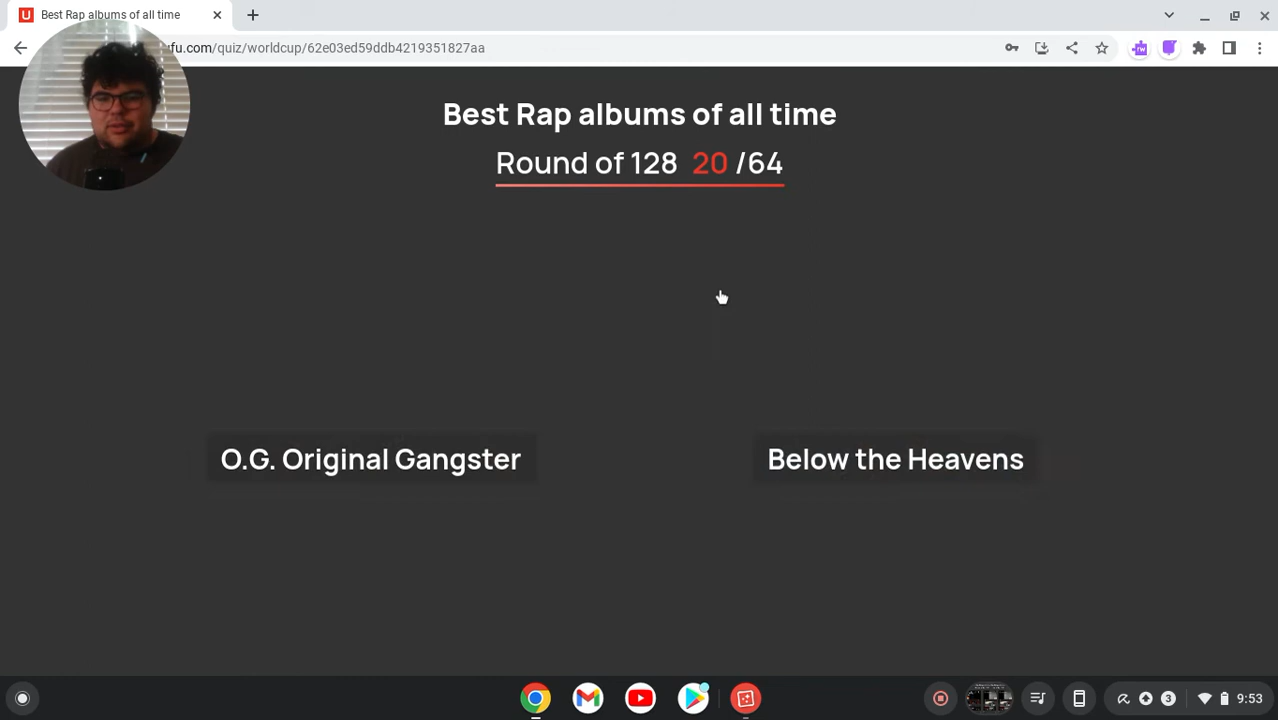 Best Rap albums of all time
fu.com/quiz/worldcup/62e03ed59ddb4219351827aa
Best Rap albums of all time
Round of 128 20 /64
O.G. Original Gangster
Below the Heavens
3
9:53